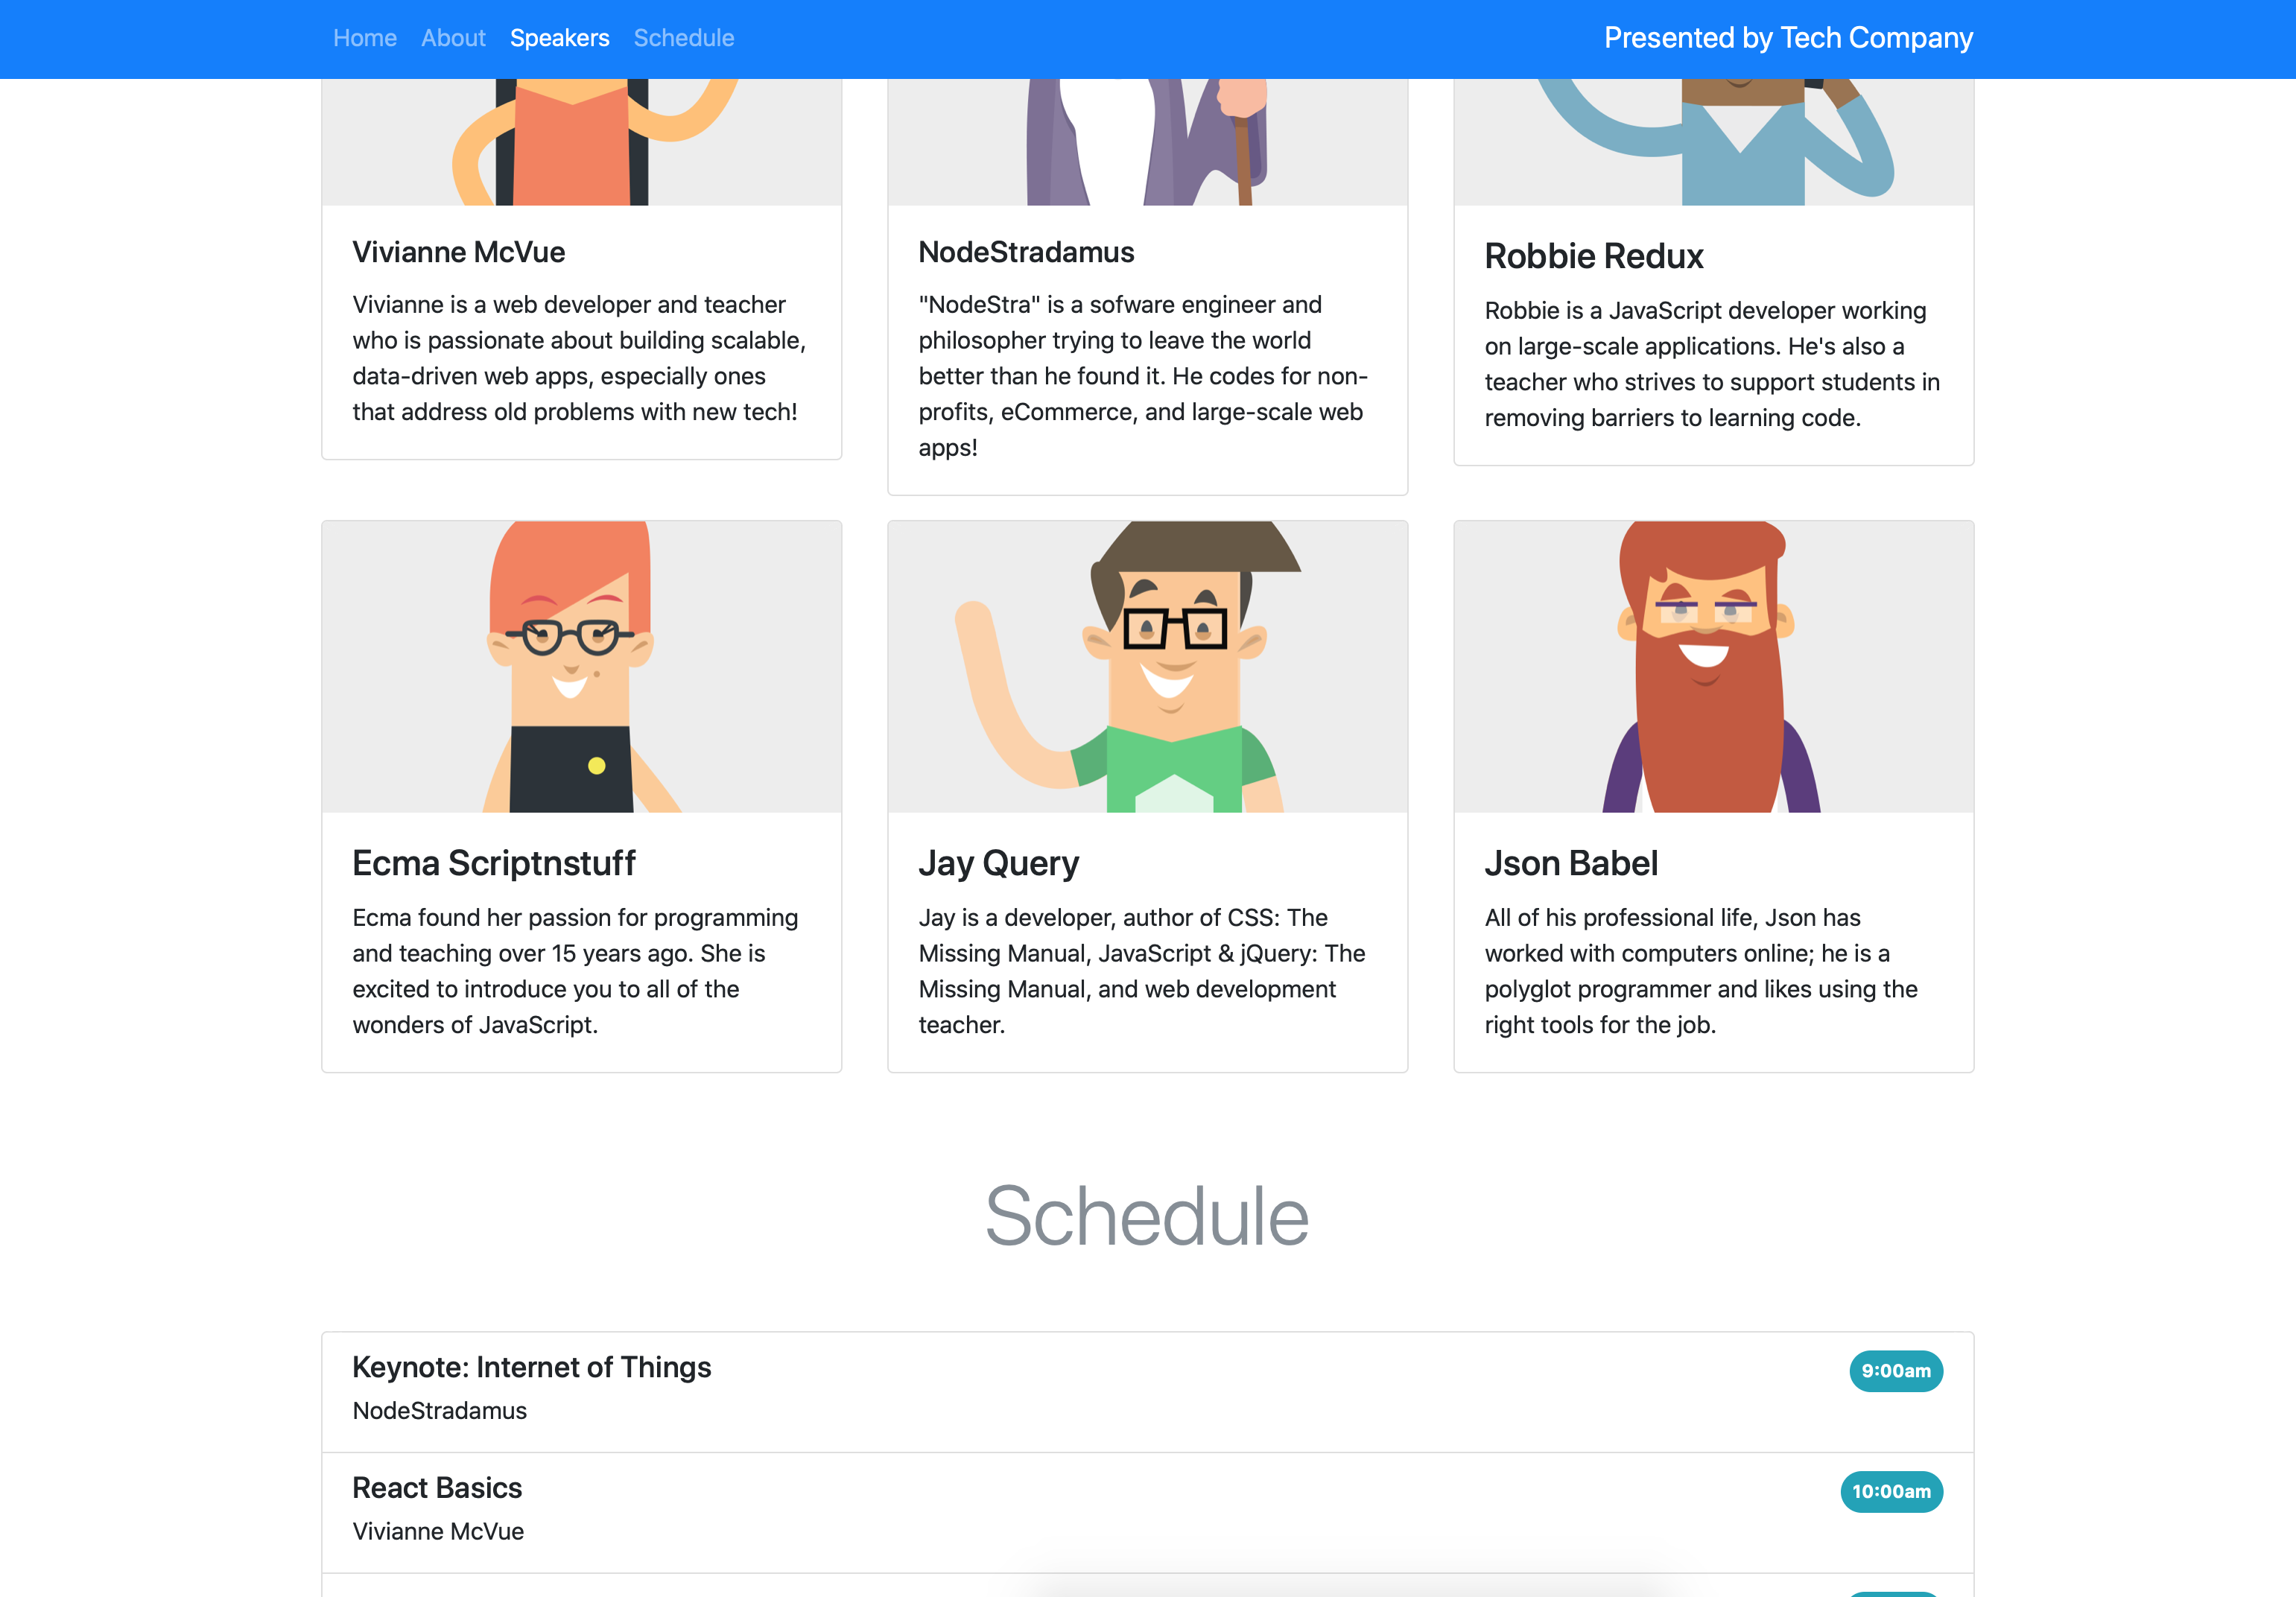 Home About Speakers Schedule Presented by Tech Company
Vivianne McVue
Vivianne is a web developer and teacher
who is passionate about building scalable,
data-driven web apps, especially ones
that address old problems with new tech!
NodeStradamus
"NodeStra" is a sofware engineer and
philosopher trying to leave the world
better than he found it. He codes for non-
profits, eCommerce, and large-scale web
apps!
Robbie Redux
Robbie is a JavaScript developer working
on large-scale applications. He's also a
teacher who strives to support students in
removing barriers to learning code.
Ecma Scriptnstuff
Ecma found her passion for programming
and teaching over 15 years ago. She is
excited to introduce you to all of the
wonders of JavaScript.
Jay Query
Jay is a developer, author of CSS: The
Missing Manual, JavaScript & jQuery: The
Missing Manual, and web development
teacher.
Json Babel
All of his professional life, Json has
worked with computers online; he is a
polyglot programmer and likes using the
right tools for the job.
Schedule
Keynote: Internet of Things 9:00am
NodeStradamus
React Basics 10:00am
Vivianne McVue